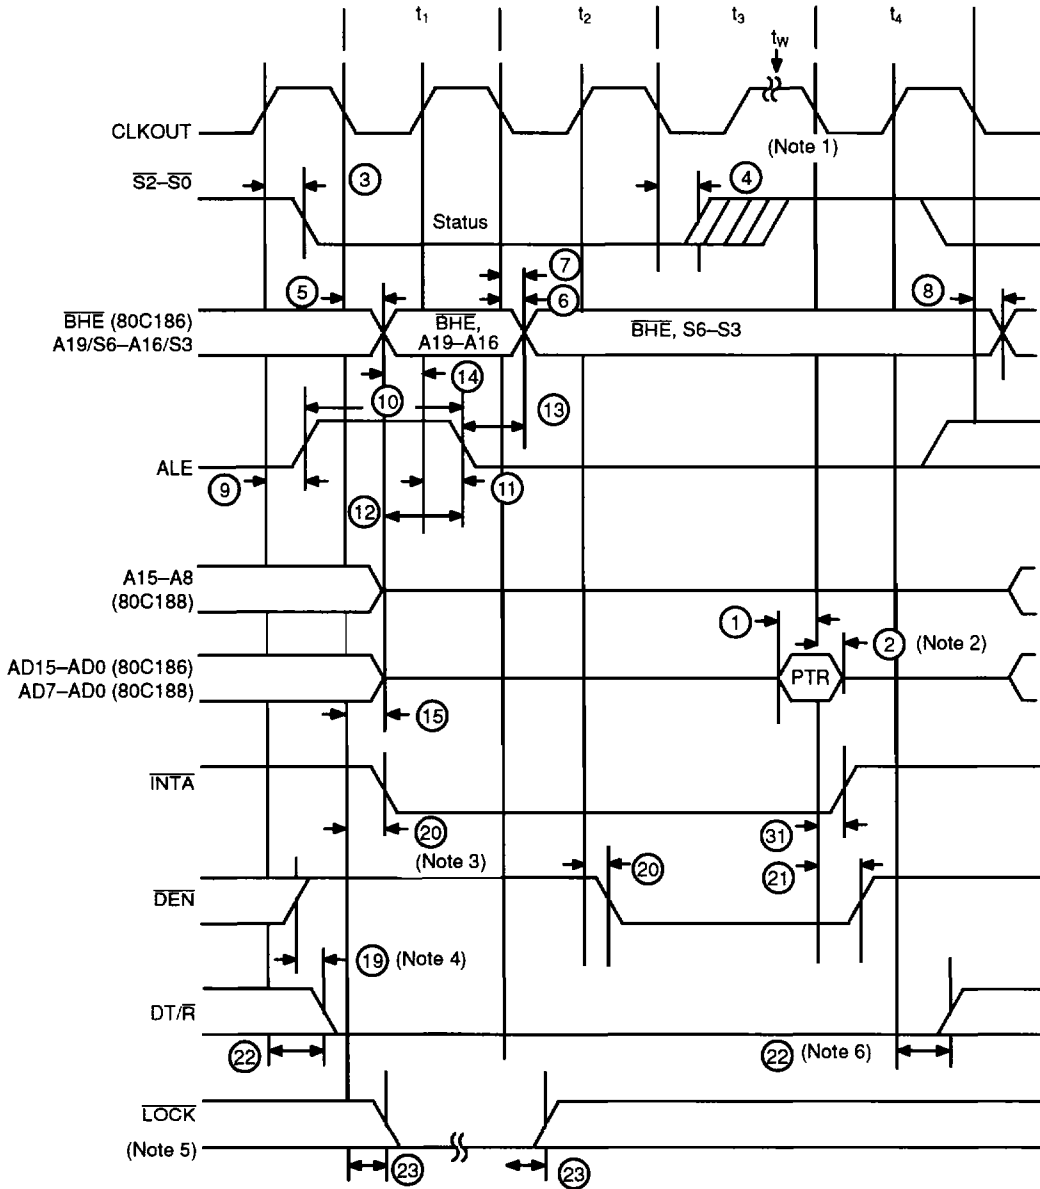 t1 t2 t3 t4
tW
CLKOUT
(Note 1)
S2–S0
3 4
Status
7
5 6 8
BHE (80C186)
A19/S6–A16/S3
BHE,
A19–A16
BHE, S6–S3
14
10 13
ALE
9 11
12
A15–A8
(80C188)
1
2 (Note 2)
AD15–AD0 (80C186)
AD7–AD0 (80C188)
PTR
15
INTA
20 31
(Note 3)
20 21
DEN
19 (Note 4)
DT/R
22 22 (Note 6)
LOCK
(Note 5)
23 23